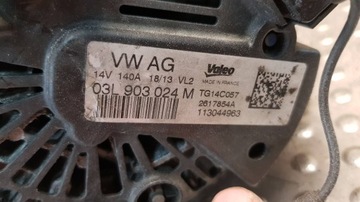 VW AG
Valeo
MADE IN FRANCE
14V 140A 18/13 VL2
03L 903 024 M
TG14C057
2617854A
113044963